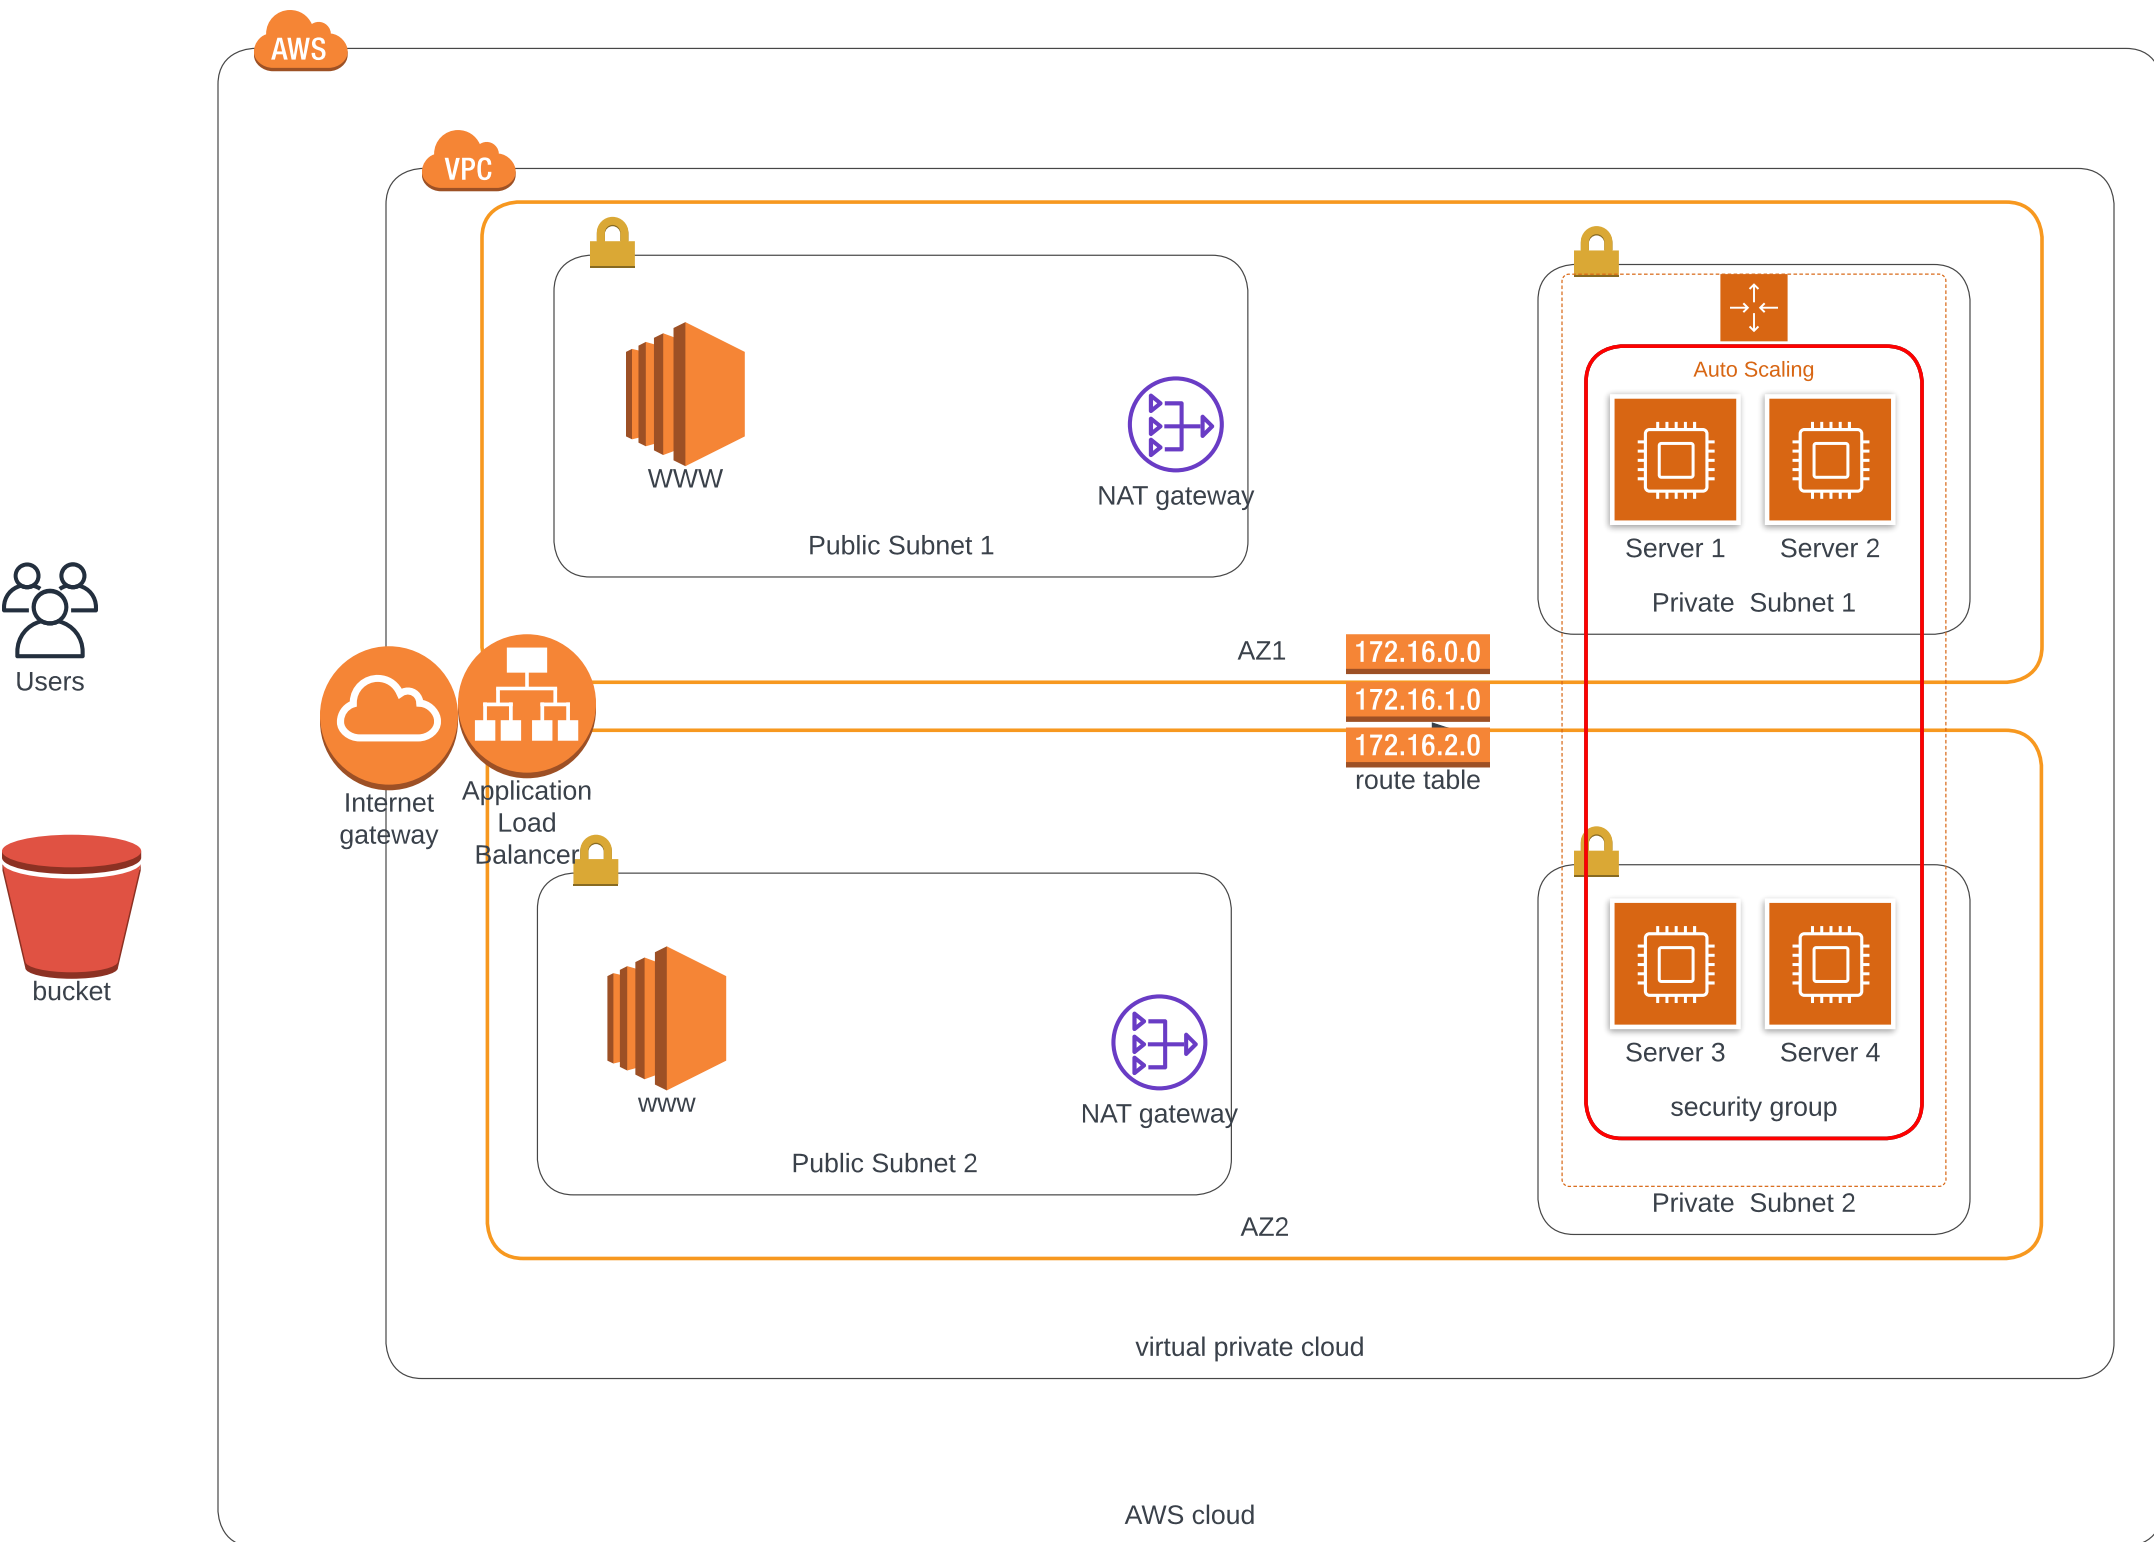 AWS
VPC
Auto Scaling
WWW
NAT gateway
Public Subnet 1
Server 1
Server 2
Private  Subnet 1
Users
AZ1
172.16.0.0
172.16.1.0
172.16.2.0
route table
Internet
gateway
Application
Load
Balancer
bucket
Server 3
Server 4
security group
www
NAT gateway
Public Subnet 2
Private  Subnet 2
AZ2
virtual private cloud
AWS cloud